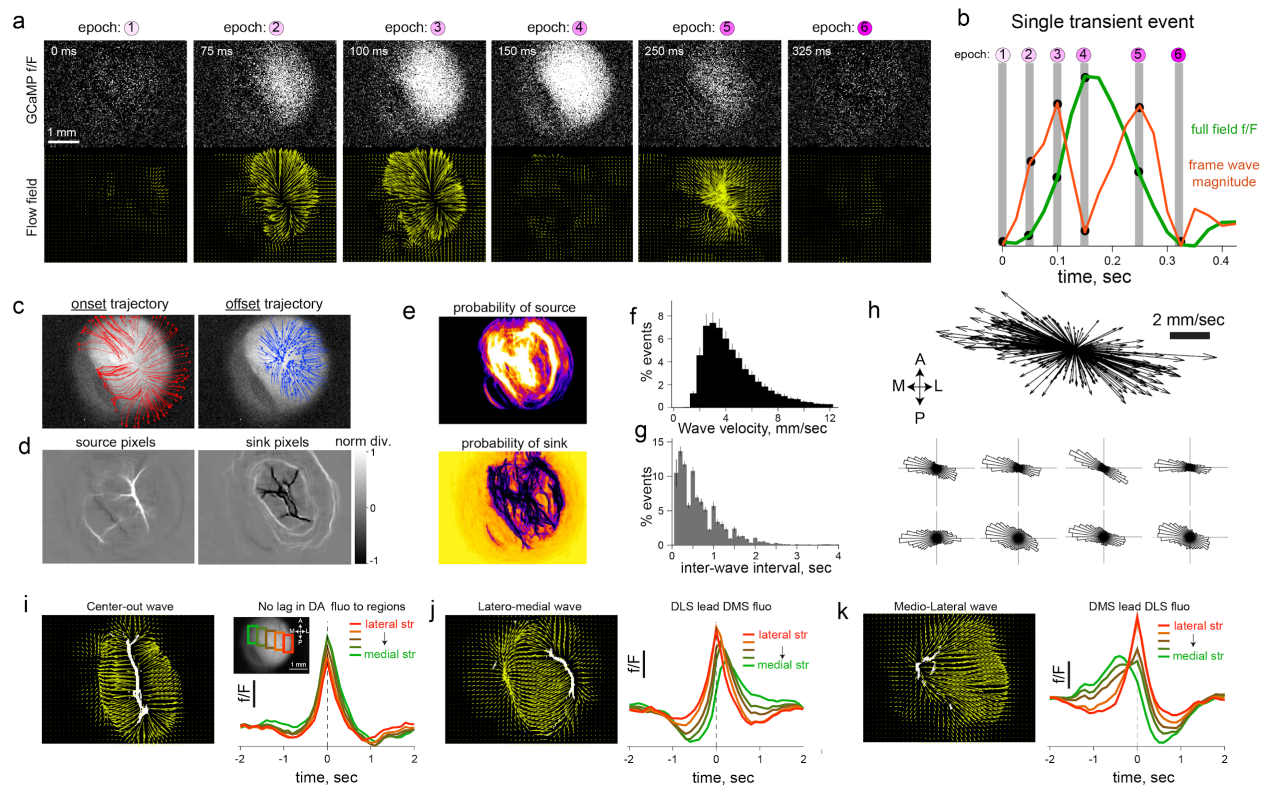 a
epoch: 1
epoch: 2
epoch: 3
epoch: 4
epoch: 5
epoch: 6
GCaMP f/F
0 ms
75 ms
100 ms
150 ms
250 ms
325 ms
1 mm
Flow field
b
Single transient event
epoch: 1 2 3 4 5 6
full field f/F
frame wave
magnitude
0 0.1 0.2 0.3 0.4
time, sec
c
onset trajectory
offset trajectory
d
source pixels
sink pixels
norm div.
1
0
-1
e
probability of source
probability of sink
f
% events
8
6
4
2
0
0 4 8 12
Wave velocity, mm/sec
g
% events
15
10
5
0
0 1 2 3 4
inter-wave interval, sec
h
2 mm/sec
A
M L
P
i
Center-out wave
No lag in DA fluo to regions
A
M L
P
1 mm
lateral str
medial str
f/F
-2 -1 0 1 2
time, sec
j
Latero-medial wave
DLS lead DMS fluo
lateral str
medial str
f/F
-2 -1 0 1 2
time, sec
k
Medio-Lateral wave
DMS lead DLS fluo
lateral str
medial str
f/F
-2 -1 0 1 2
time, sec